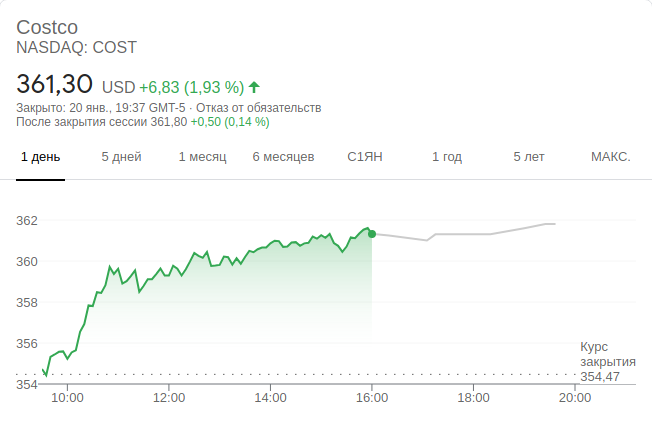 Costco
NASDAQ: COST
361,30 USD +6,83 (1,93 %)
Закрыто: 20 янв., 19:37 GMT-5 · Отказ от обязательств
После закрытия сессии 361,80 +0,50 (0,14 %)
1 день 5 дней 1 месяц 6 месяцев С1ЯН 1 год 5 лет МАКС.
362
360
358
356
354
Курс
закрытия
354,47
10:00 12:00 14:00 16:00 18:00 20:00